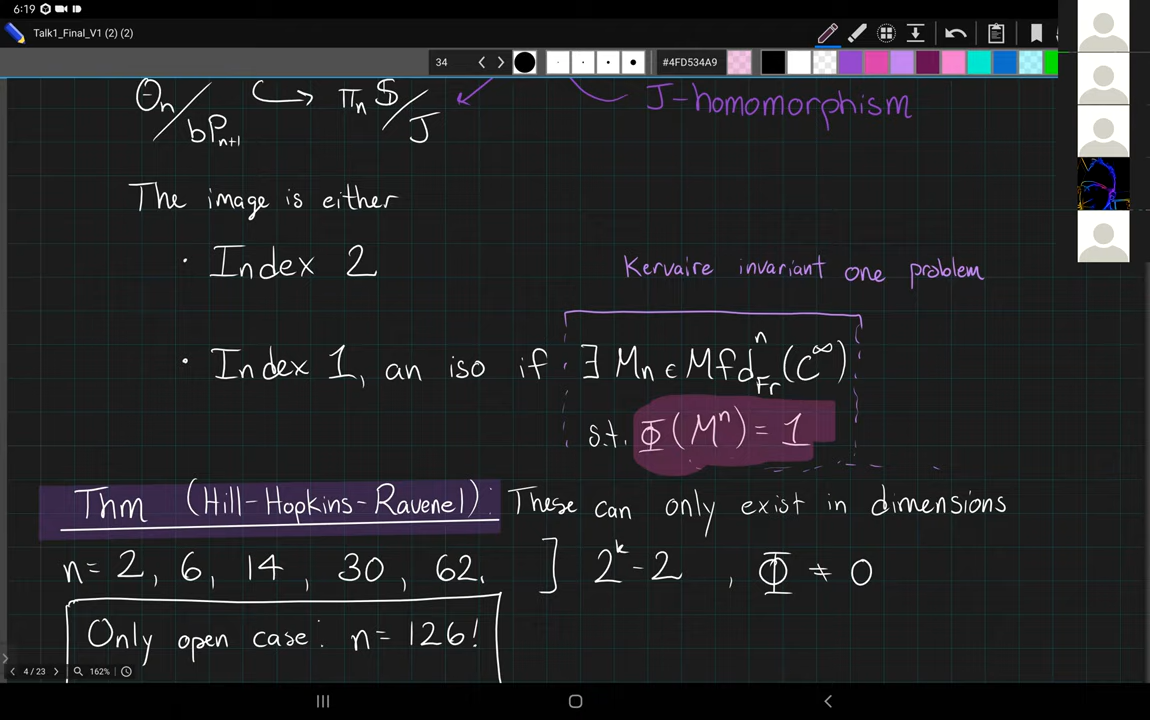 6:19
Talk1_Final_V1 (2) (2)
34
#4FD534A9
Θn/bPn+1 ↪ πn $/J
J-homomorphism
The image is either
· Index 2
Kervaire invariant one problem
· Index 1, an iso if ∃ Mn ∈ Mfd^n_Fr (C^∞)
s.t. Φ(M^n) = 1
Thm (Hill-Hopkins-Ravenel): These can only exist in dimensions
n = 2, 6, 14, 30, 62. ] 2^k - 2 , Φ ≠ 0
Only open case: n = 126!
4 / 23
162%